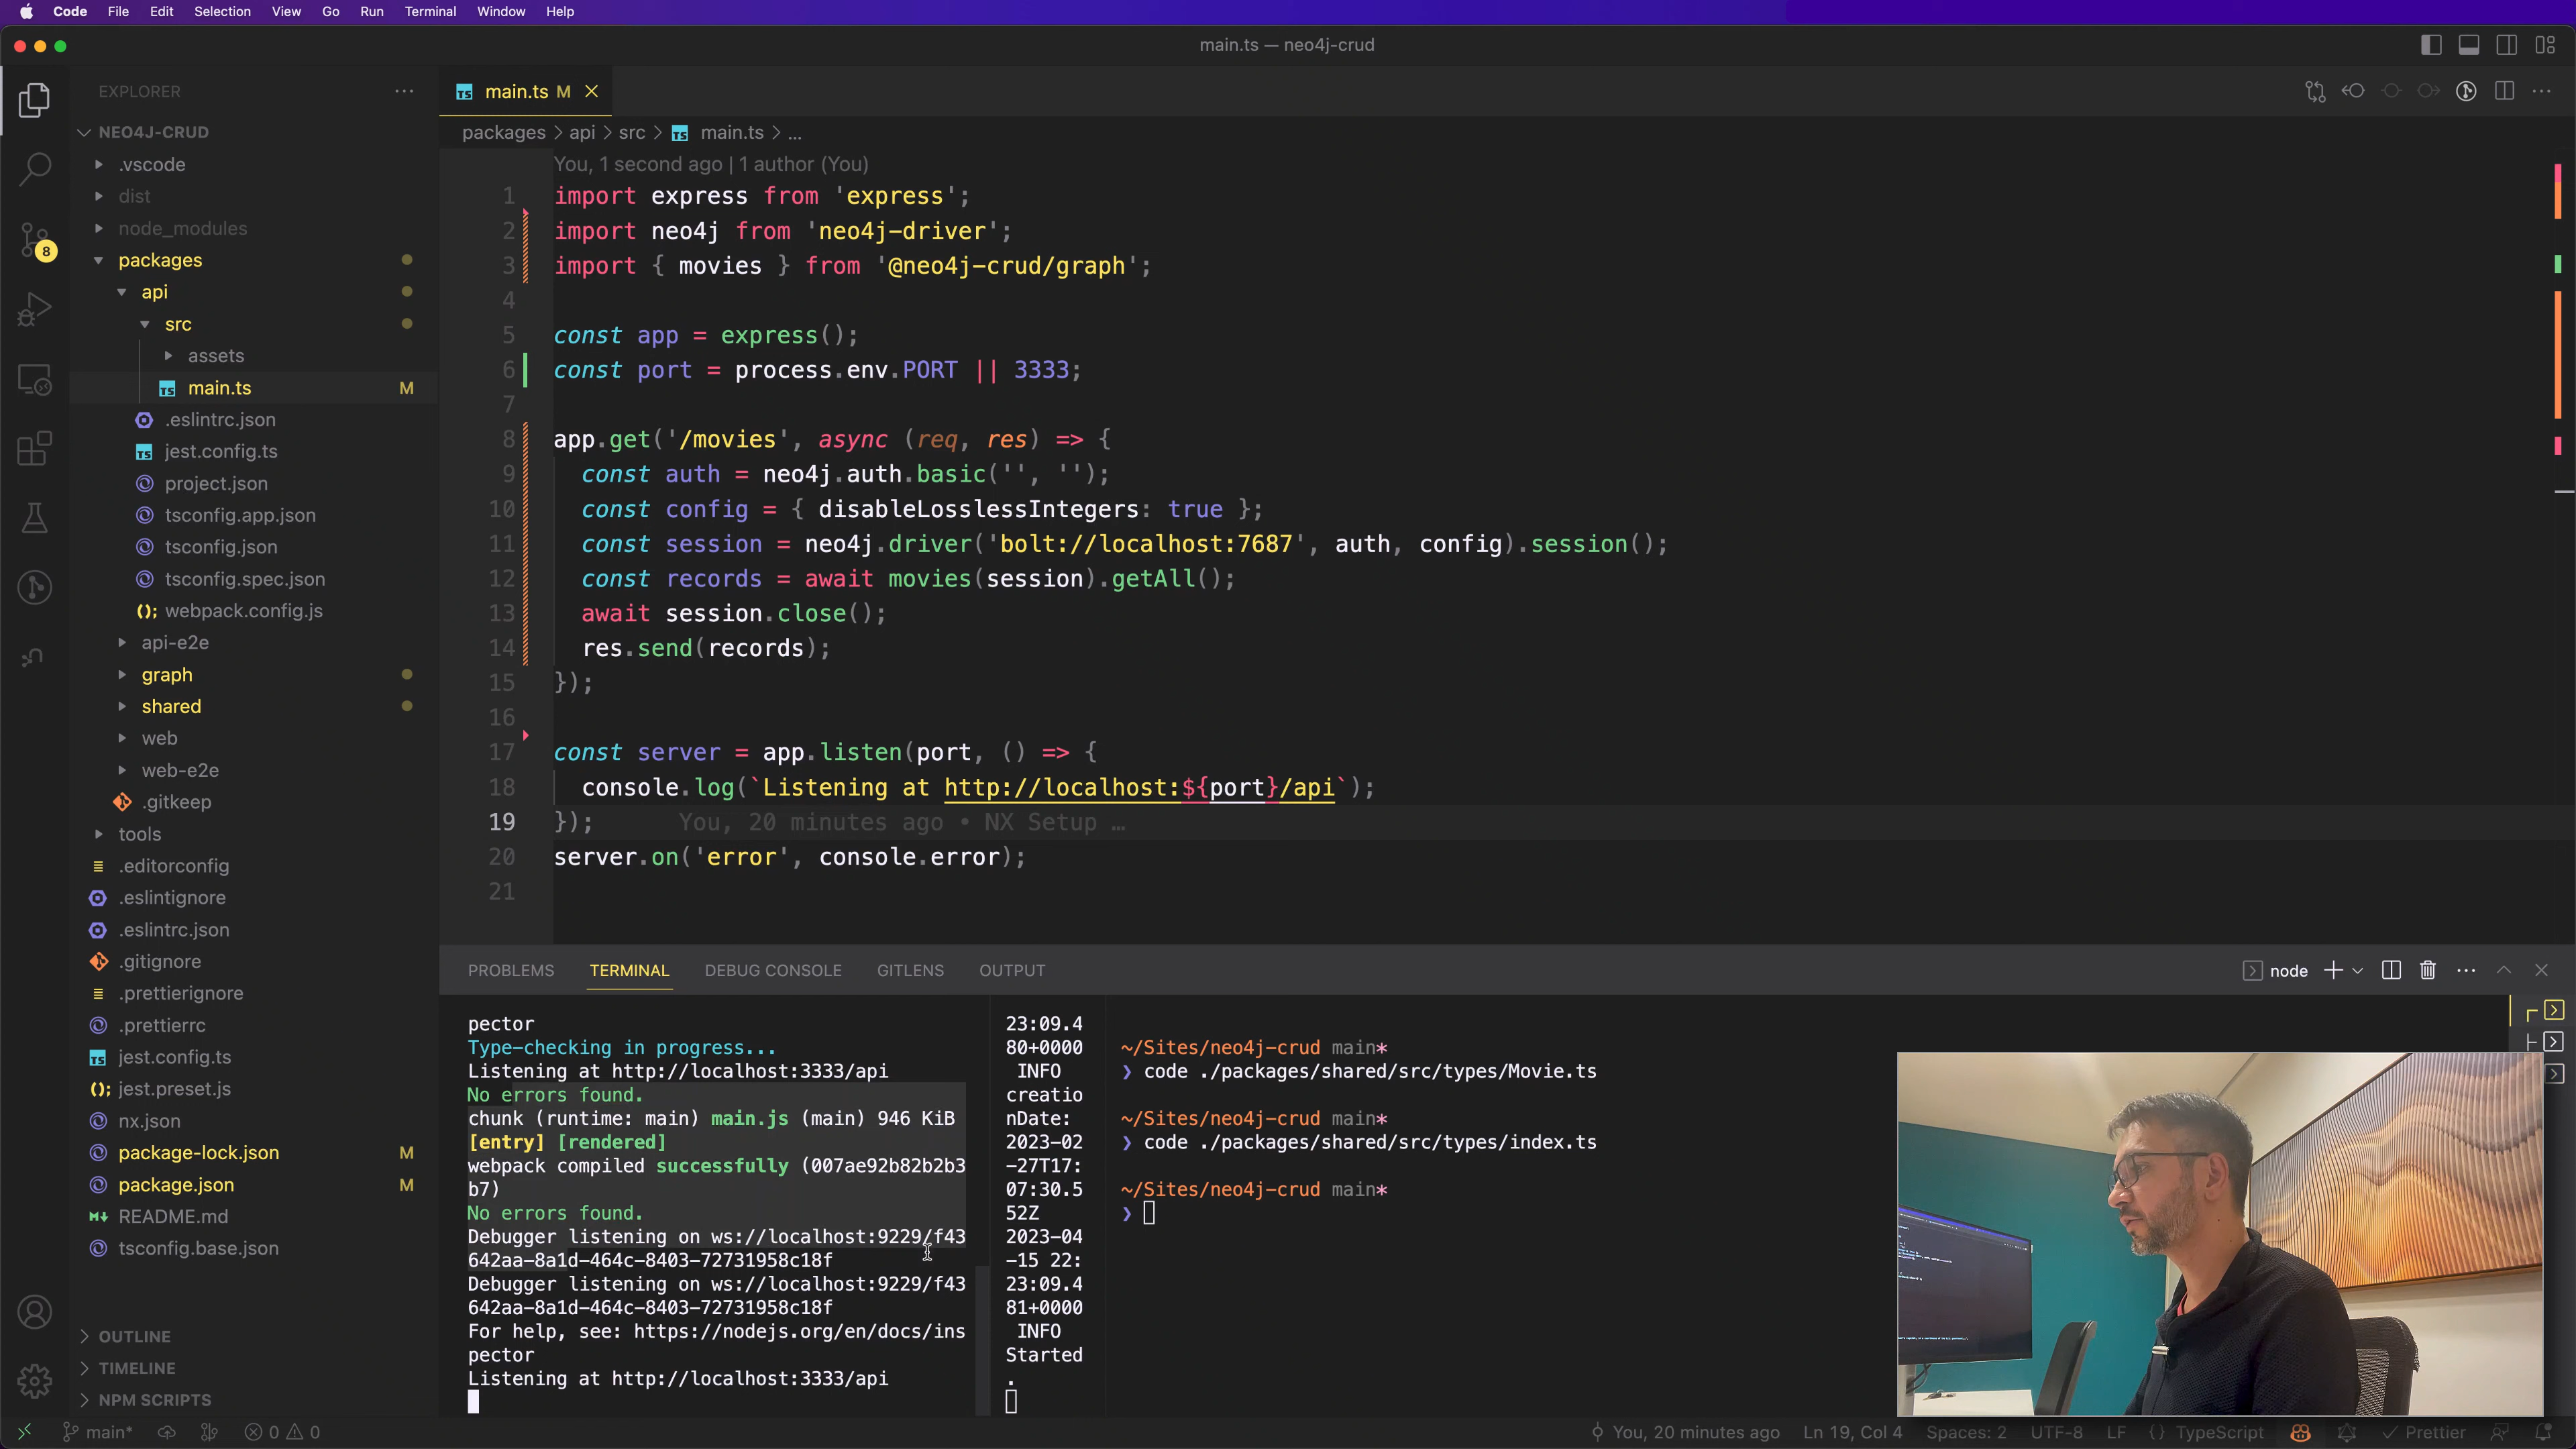 Code File Edit Selection View Go Run Terminal Window Help
main.ts — neo4j-crud
EXPLORER
NEO4J-CRUD
.vscode
dist
node_modules
packages
api
src
assets
main.ts M
.eslintrc.json
jest.config.ts
project.json
tsconfig.app.json
tsconfig.json
tsconfig.spec.json
webpack.config.js
api-e2e
graph
shared
web
web-e2e
.gitkeep
tools
.editorconfig
.eslintignore
.eslintrc.json
.gitignore
.prettierignore
.prettierrc
jest.config.ts
jest.preset.js
nx.json
package-lock.json M
package.json M
README.md
tsconfig.base.json
OUTLINE
TIMELINE
NPM SCRIPTS
8
TS main.ts M
packages > api > src > TS main.ts > ...
You, 1 second ago | 1 author (You)
1 import express from 'express';
2 import neo4j from 'neo4j-driver';
3 import { movies } from '@neo4j-crud/graph';
4
5 const app = express();
6 const port = process.env.PORT || 3333;
7
8 app.get('/movies', async (req, res) => {
9 const auth = neo4j.auth.basic('', '');
10 const config = { disableLosslessIntegers: true };
11 const session = neo4j.driver('bolt://localhost:7687', auth, config).session();
12 const records = await movies(session).getAll();
13 await session.close();
14 res.send(records);
15 });
16
17 const server = app.listen(port, () => {
18 console.log(`Listening at http://localhost:${port}/api`);
19 }); You, 20 minutes ago • NX Setup …
20 server.on('error', console.error);
21
PROBLEMS TERMINAL DEBUG CONSOLE GITLENS OUTPUT
node
pector
Type-checking in progress...
Listening at http://localhost:3333/api
No errors found.
chunk (runtime: main) main.js (main) 946 KiB
[entry] [rendered]
webpack compiled successfully (007ae92b82b2b3
b7)
No errors found.
Debugger listening on ws://localhost:9229/f43
642aa-8a1d-464c-8403-72731958c18f
Debugger listening on ws://localhost:9229/f43
642aa-8a1d-464c-8403-72731958c18f
For help, see: https://nodejs.org/en/docs/ins
pector
Listening at http://localhost:3333/api
23:09.4
80+0000
INFO
creatio
nDate:
2023-02
-27T17:
07:30.5
52Z
2023-04
-15 22:
23:09.4
81+0000
INFO
Started
.
~/Sites/neo4j-crud main*
❯ code ./packages/shared/src/types/Movie.ts
~/Sites/neo4j-crud main*
❯ code ./packages/shared/src/types/index.ts
~/Sites/neo4j-crud main*
❯
main* 0 0
You, 20 minutes ago Ln 19, Col 4 Spaces: 2 UTF-8 LF {} TypeScript Prettier